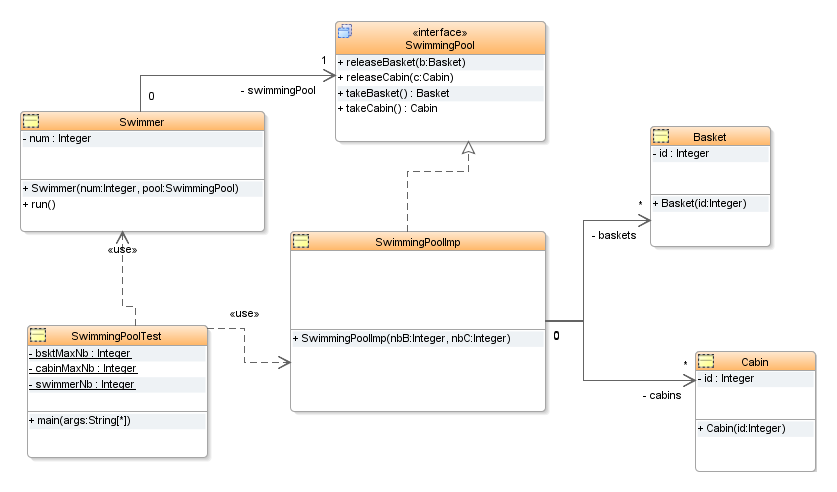 «interface»
SwimmingPool
+ releaseBasket(b:Basket)
+ releaseCabin(c:Cabin)
+ takeBasket() : Basket
+ takeCabin() : Cabin
1
- swimmingPool
0
Swimmer
- num : Integer
+ Swimmer(num:Integer, pool:SwimmingPool)
+ run()
Basket
- id : Integer
+ Basket(id:Integer)
*
- baskets
SwimmingPoolImp
+ SwimmingPoolImp(nbB:Integer, nbC:Integer)
0
«use»
«use»
SwimmingPoolTest
- bsktMaxNb : Integer
- cabinMaxNb : Integer
- swimmerNb : Integer
+ main(args:String[*])
*
- cabins
Cabin
- id : Integer
+ Cabin(id:Integer)